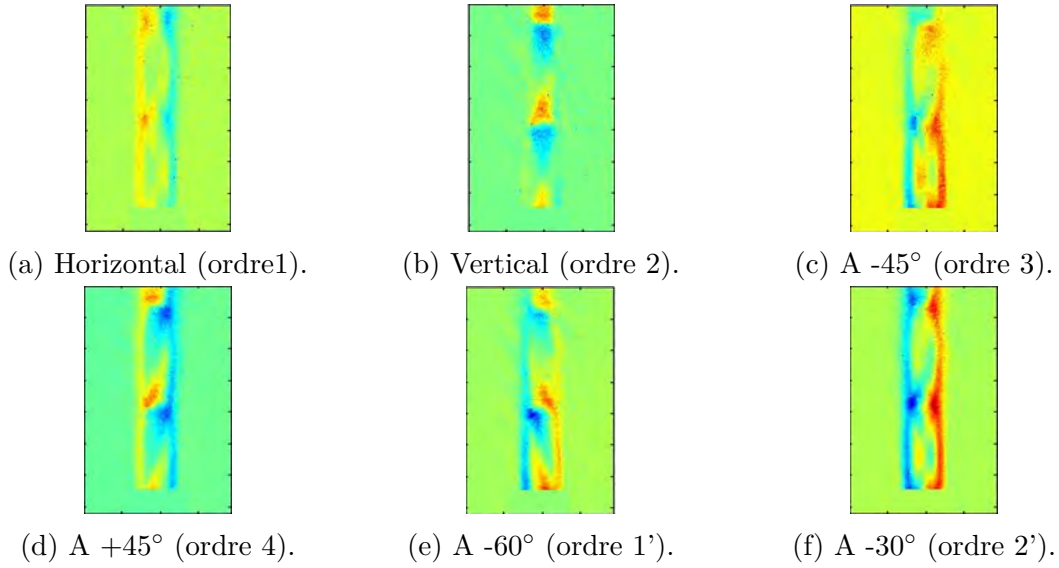 (a) Horizontal (ordre1).
(b) Vertical (ordre 2).
(c) A -45° (ordre 3).
(d) A +45° (ordre 4).
(e) A -60° (ordre 1').
(f) A -30° (ordre 2').